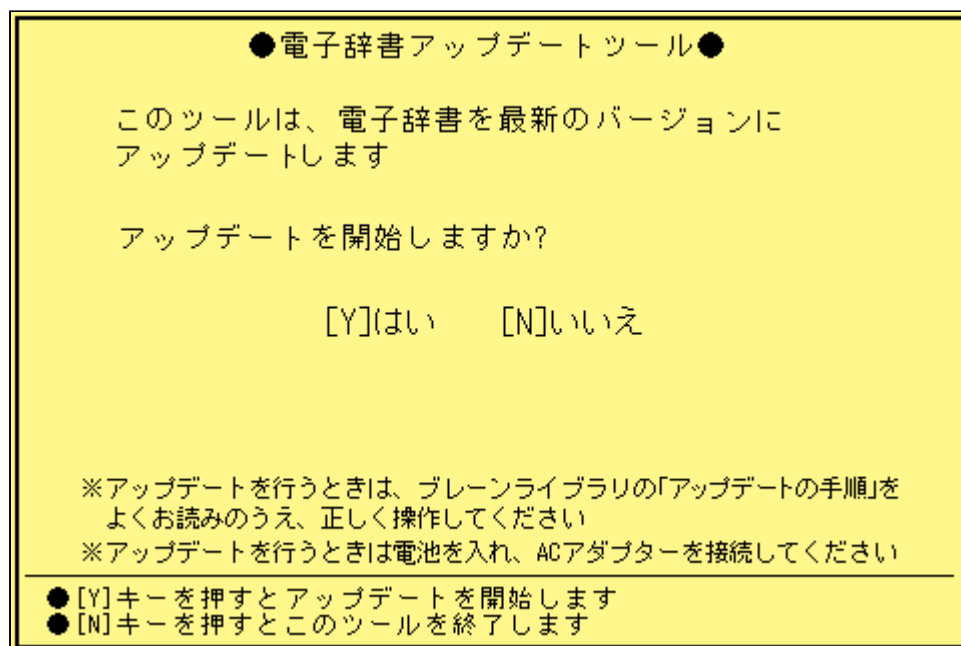 ●電子辞書アップデートツール●
このツールは、電子辞書を最新のバージョンに
アップデートします
アップデートを開始しますか?
[Y]はい [N]いいえ
※アップデートを行うときは、ブレーンライブラリの「アップデートの手順」を
よくお読みのうえ、正しく操作してください
※アップデートを行うときは電池を入れ、ACアダプターを接続してください
●[Y]キーを押すとアップデートを開始します
●[N]キーを押すとこのツールを終了します